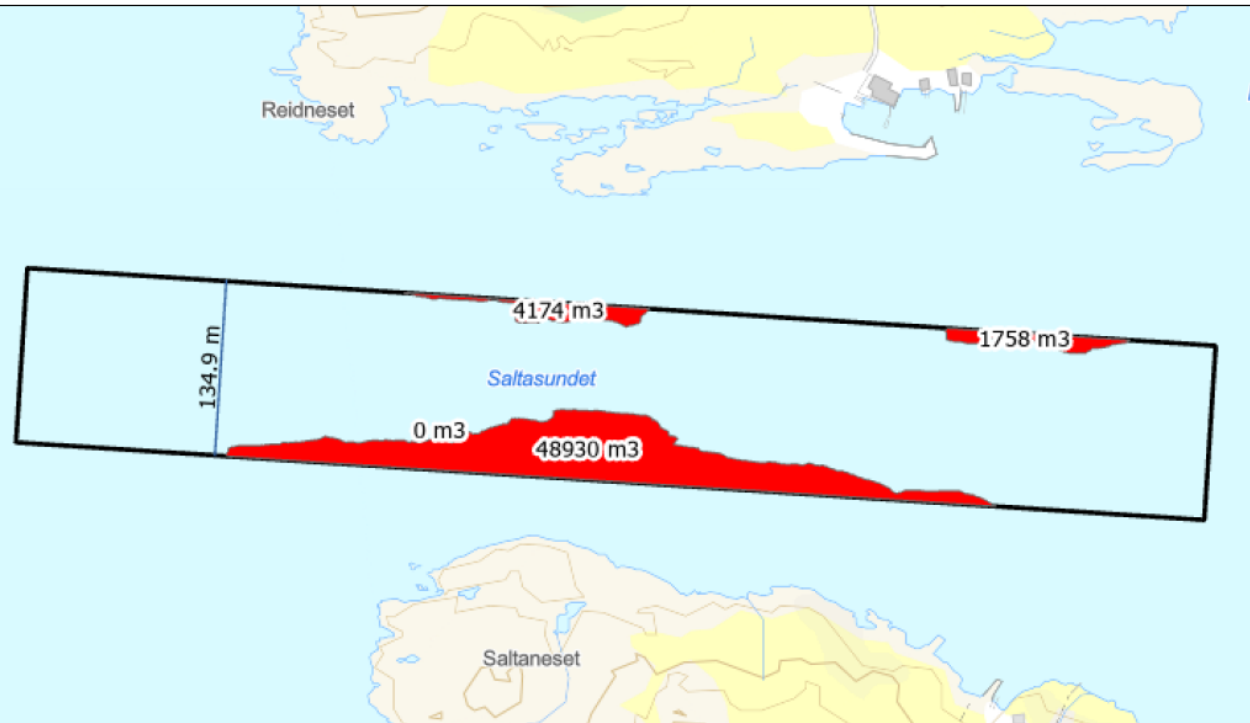 Reidneset
4174 m3
1758 m3
134.9 m
Saltasundet
0 m3
48930 m3
Saltaneset